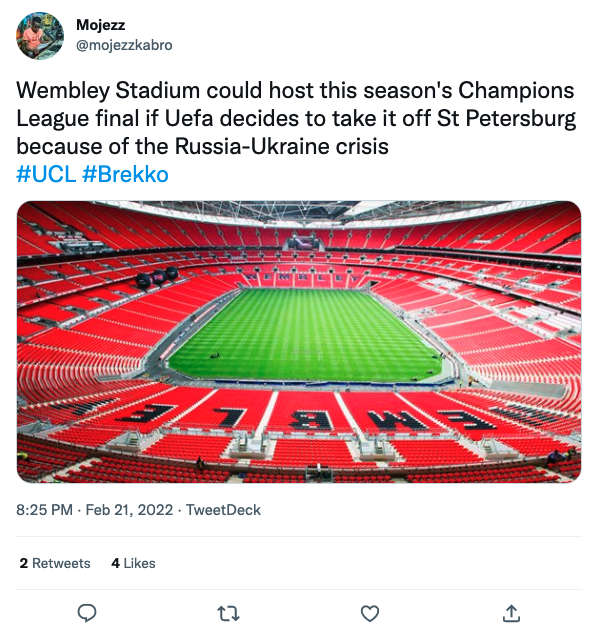 Mojezz
@mojezzkabro
Wembley Stadium could host this season's Champions
League final if Uefa decides to take it off St Petersburg
because of the Russia-Ukraine crisis
#UCL #Brekko
WEMBLEY
WEMBLEY
8:25 PM · Feb 21, 2022 · TweetDeck
2 Retweets 4 Likes